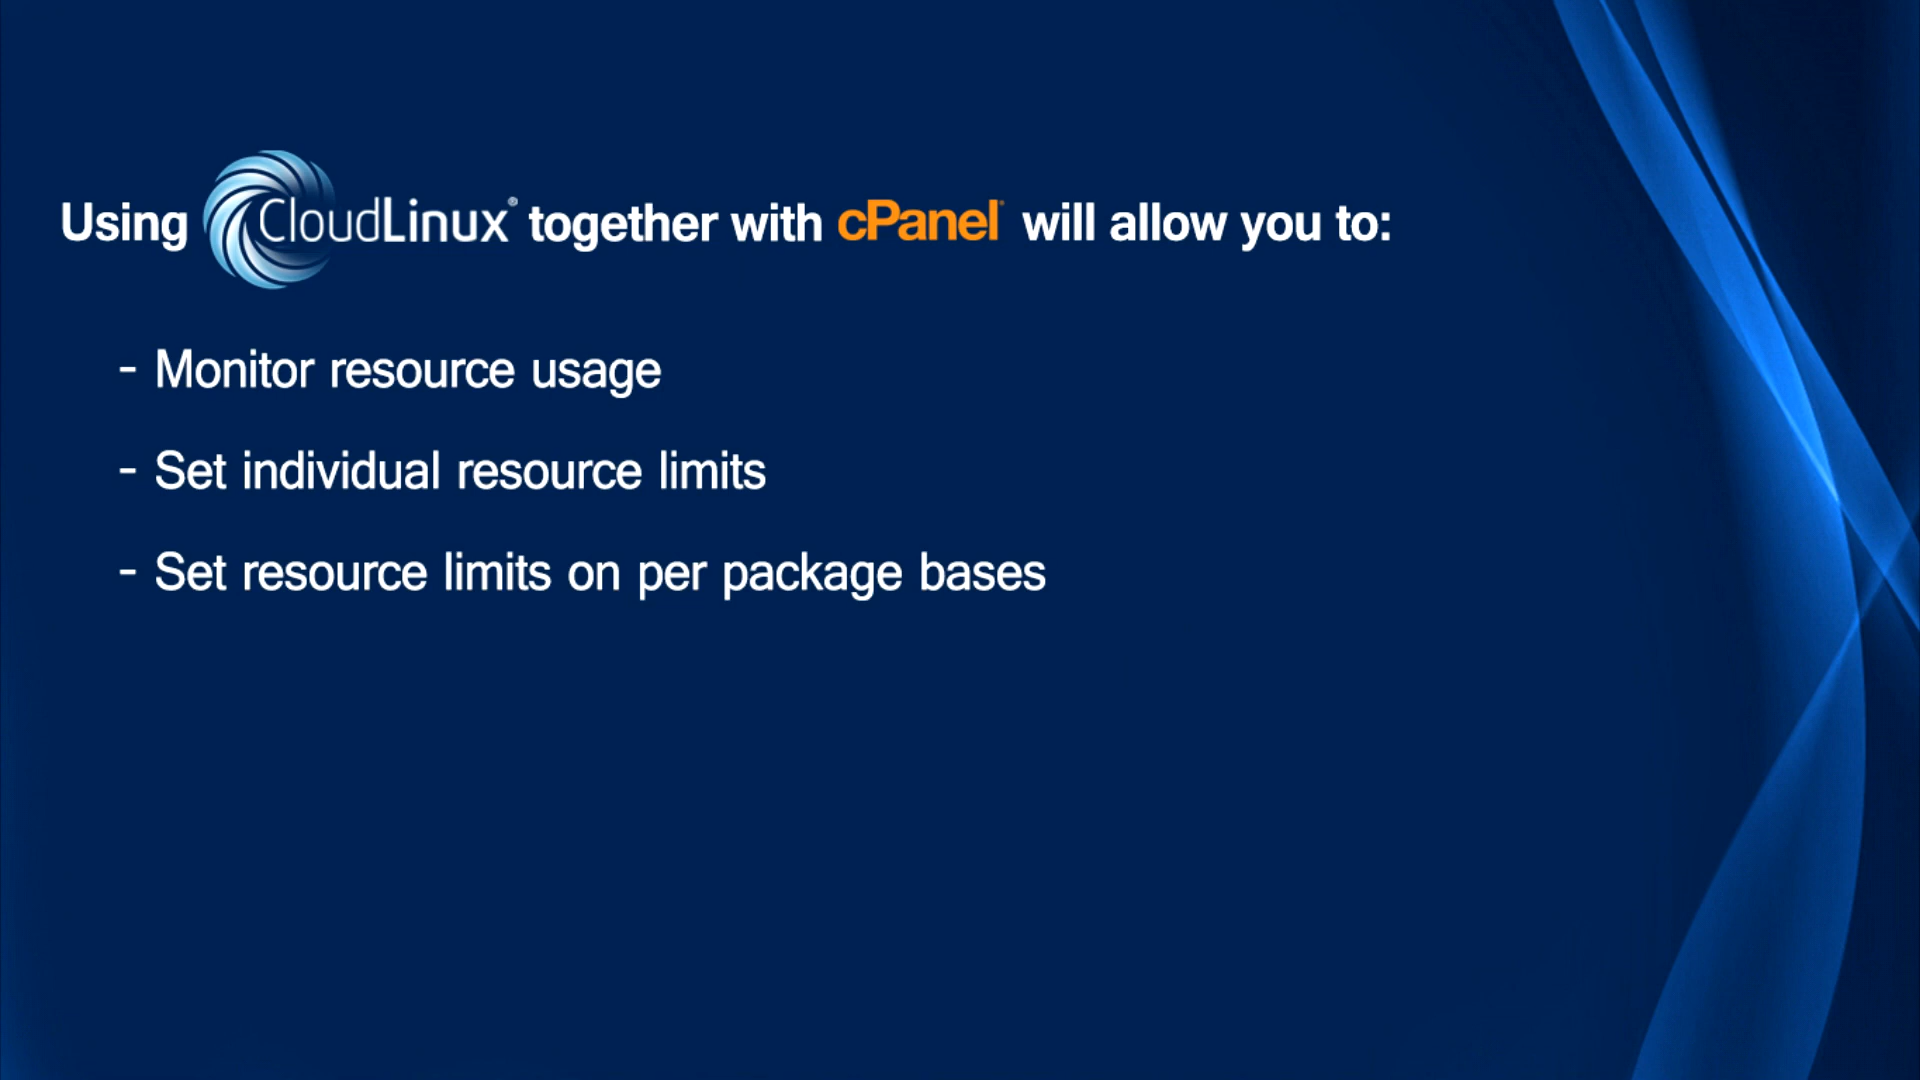 Using CloudLinux® together with cPanel® will allow you to:
- Monitor resource usage
- Set individual resource limits
- Set resource limits on per package bases